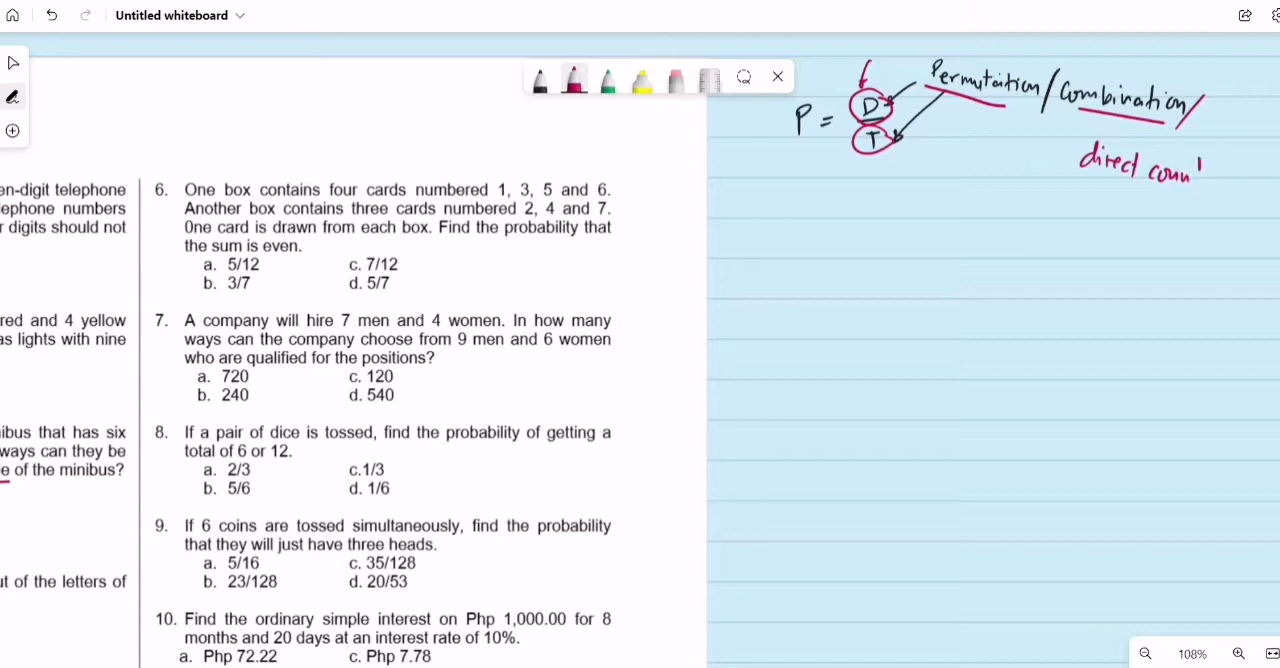 Untitled whiteboard
P = D/T
Permutation / Combination /
direct coun
en-digit telephone
ephone numbers
r digits should not
red and 4 yellow
as lights with nine
ibus that has six
ways can they be
e of the minibus?
ut of the letters of
6. One box contains four cards numbered 1, 3, 5 and 6.
Another box contains three cards numbered 2, 4 and 7.
One card is drawn from each box. Find the probability that
the sum is even.
a. 5/12 c. 7/12
b. 3/7 d. 5/7
7. A company will hire 7 men and 4 women. In how many
ways can the company choose from 9 men and 6 women
who are qualified for the positions?
a. 720 c. 120
b. 240 d. 540
8. If a pair of dice is tossed, find the probability of getting a
total of 6 or 12.
a. 2/3 c.1/3
b. 5/6 d. 1/6
9. If 6 coins are tossed simultaneously, find the probability
that they will just have three heads.
a. 5/16 c. 35/128
b. 23/128 d. 20/53
10. Find the ordinary simple interest on Php 1,000.00 for 8
months and 20 days at an interest rate of 10%.
a. Php 72.22 c. Php 7.78
108%